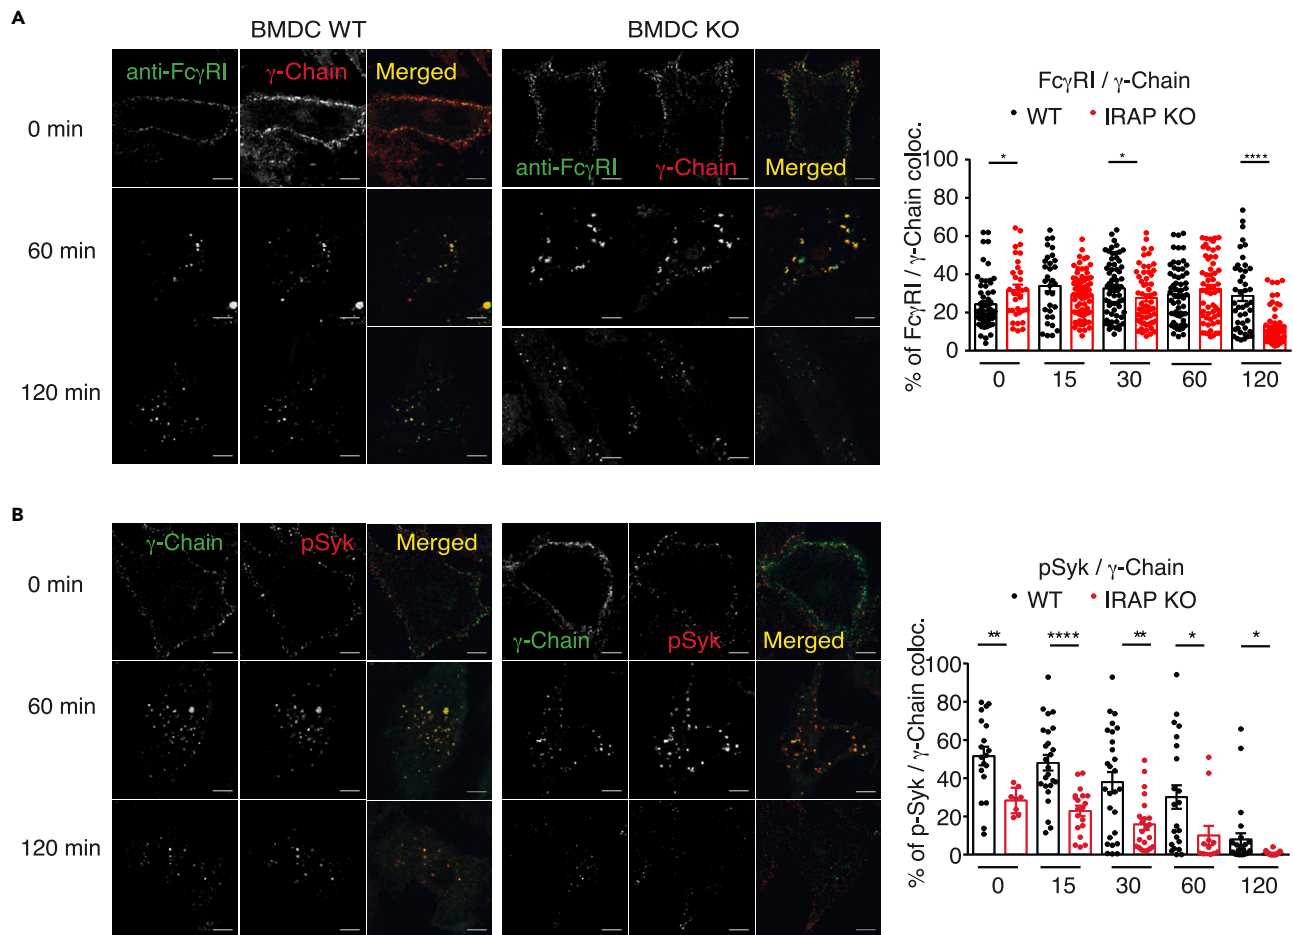 A
BMDC WT
BMDC KO
anti-FcγRI
γ-Chain
Merged
0 min
anti-FcγRI
γ-Chain
Merged
60 min
120 min
FcγRI / γ-Chain
WT
IRAP KO
% of FcγRI / γ-Chain coloc.
100
80
60
40
20
0
*
*
****
0
15
30
60
120
B
γ-Chain
pSyk
Merged
0 min
γ-Chain
pSyk
Merged
60 min
120 min
pSyk / γ-Chain
WT
IRAP KO
% of p-Syk / γ-Chain coloc.
**
****
**
*
*
100
80
60
40
20
0
0
15
30
60
120